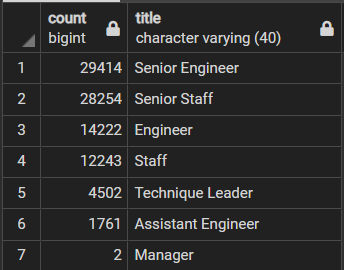 count title
bigint character varying (40)
1 29414 Senior Engineer
2 28254 Senior Staff
3 14222 Engineer
4 12243 Staff
5 4502 Technique Leader
6 1761 Assistant Engineer
7 2 Manager